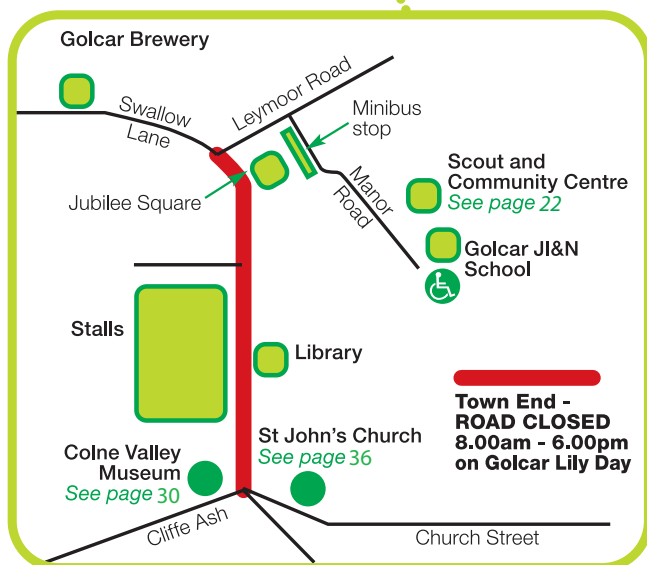 Golcar Brewery
Swallow
Lane
Leymoor Road
Minibus
stop
Jubilee Square
Manor
Road
Scout and
Community Centre
See page 22
Golcar JI&N
School
Stalls
Library
Town End -
ROAD CLOSED
8.00am - 6.00pm
on Golcar Lily Day
St John's Church
See page 36
Colne Valley
Museum
See page 30
Cliffe Ash
Church Street